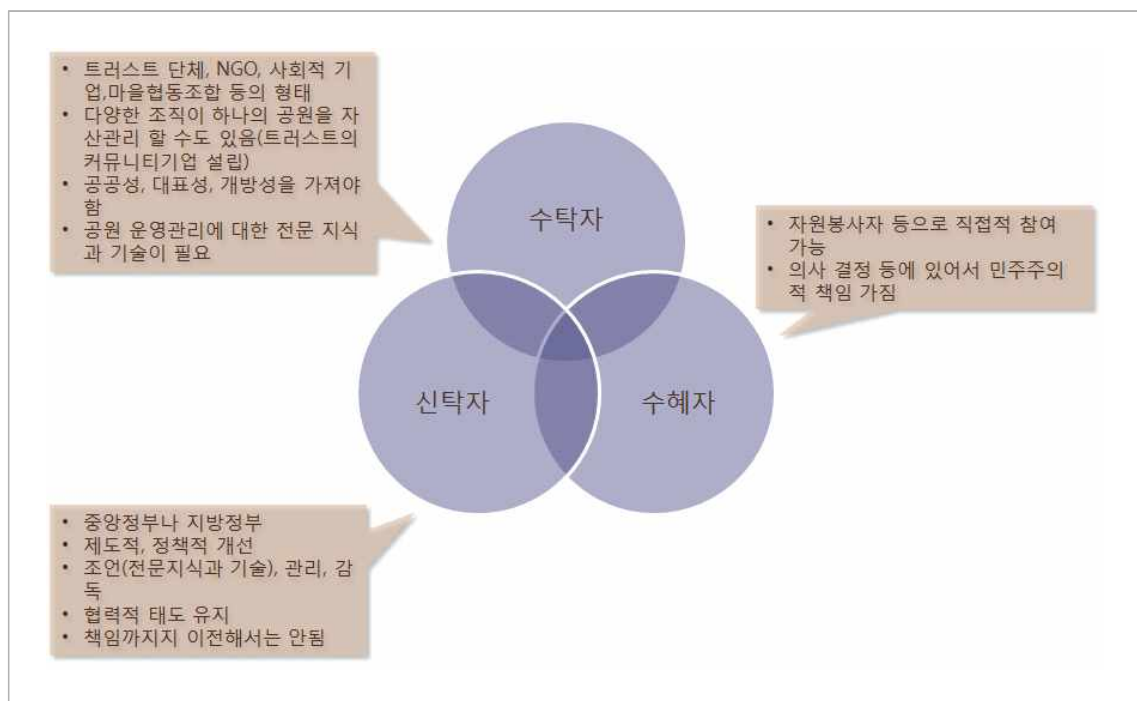 • 트러스트 단체, NGO, 사회적 기
업,마을협동조합 등의 형태
• 다양한 조직이 하나의 공원을 자
산관리 할 수도 있음(트러스트의
커뮤니티기업 설립)
• 공공성, 대표성, 개방성을 가져야
함
• 공원 운영관리에 대한 전문 지식
과 기술이 필요
수탁자
• 자원봉사자 등으로 직접적 참여
가능
• 의사 결정 등에 있어서 민주주의
적 책임 가짐
신탁자
수혜자
• 중앙정부나 지방정부
• 제도적, 정책적 개선
• 조언(전문지식과 기술), 관리, 감
독
• 협력적 태도 유지
• 책임까지지 이전해서는 안됨